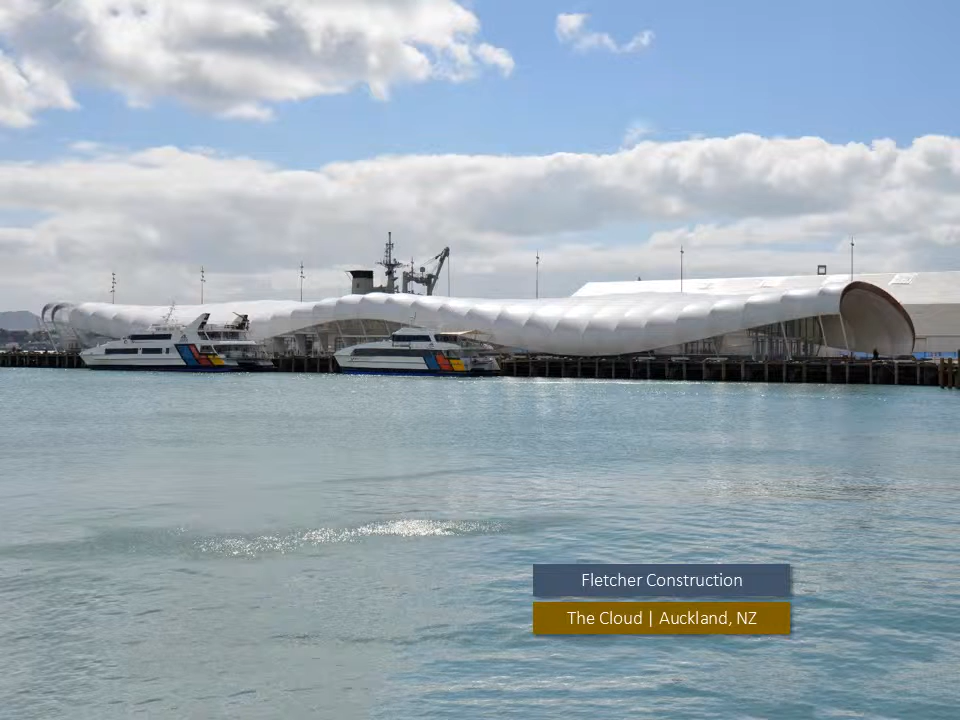 Fletcher Construction
The Cloud | Auckland, NZ